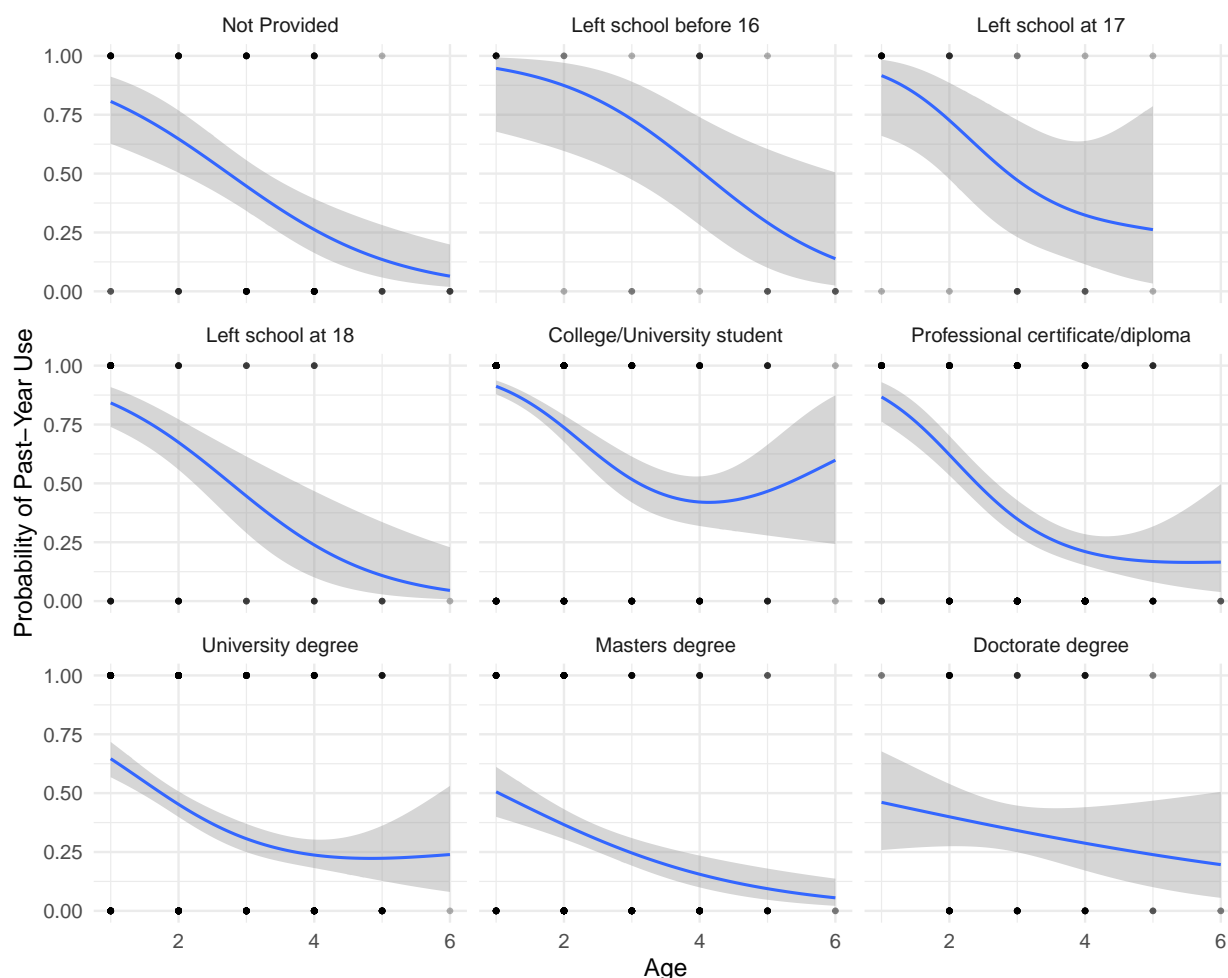 Not Provided
Left school before 16
Left school at 17
1.00
0.75
0.50
0.25
0.00
Left school at 18
College/University student
Professional certificate/diploma
1.00
0.75
0.50
0.25
0.00
University degree
Masters degree
Doctorate degree
1.00
0.75
0.50
0.25
0.00
2 4 6 2 4 6 2 4 6
Age
Probability of Past−Year Use